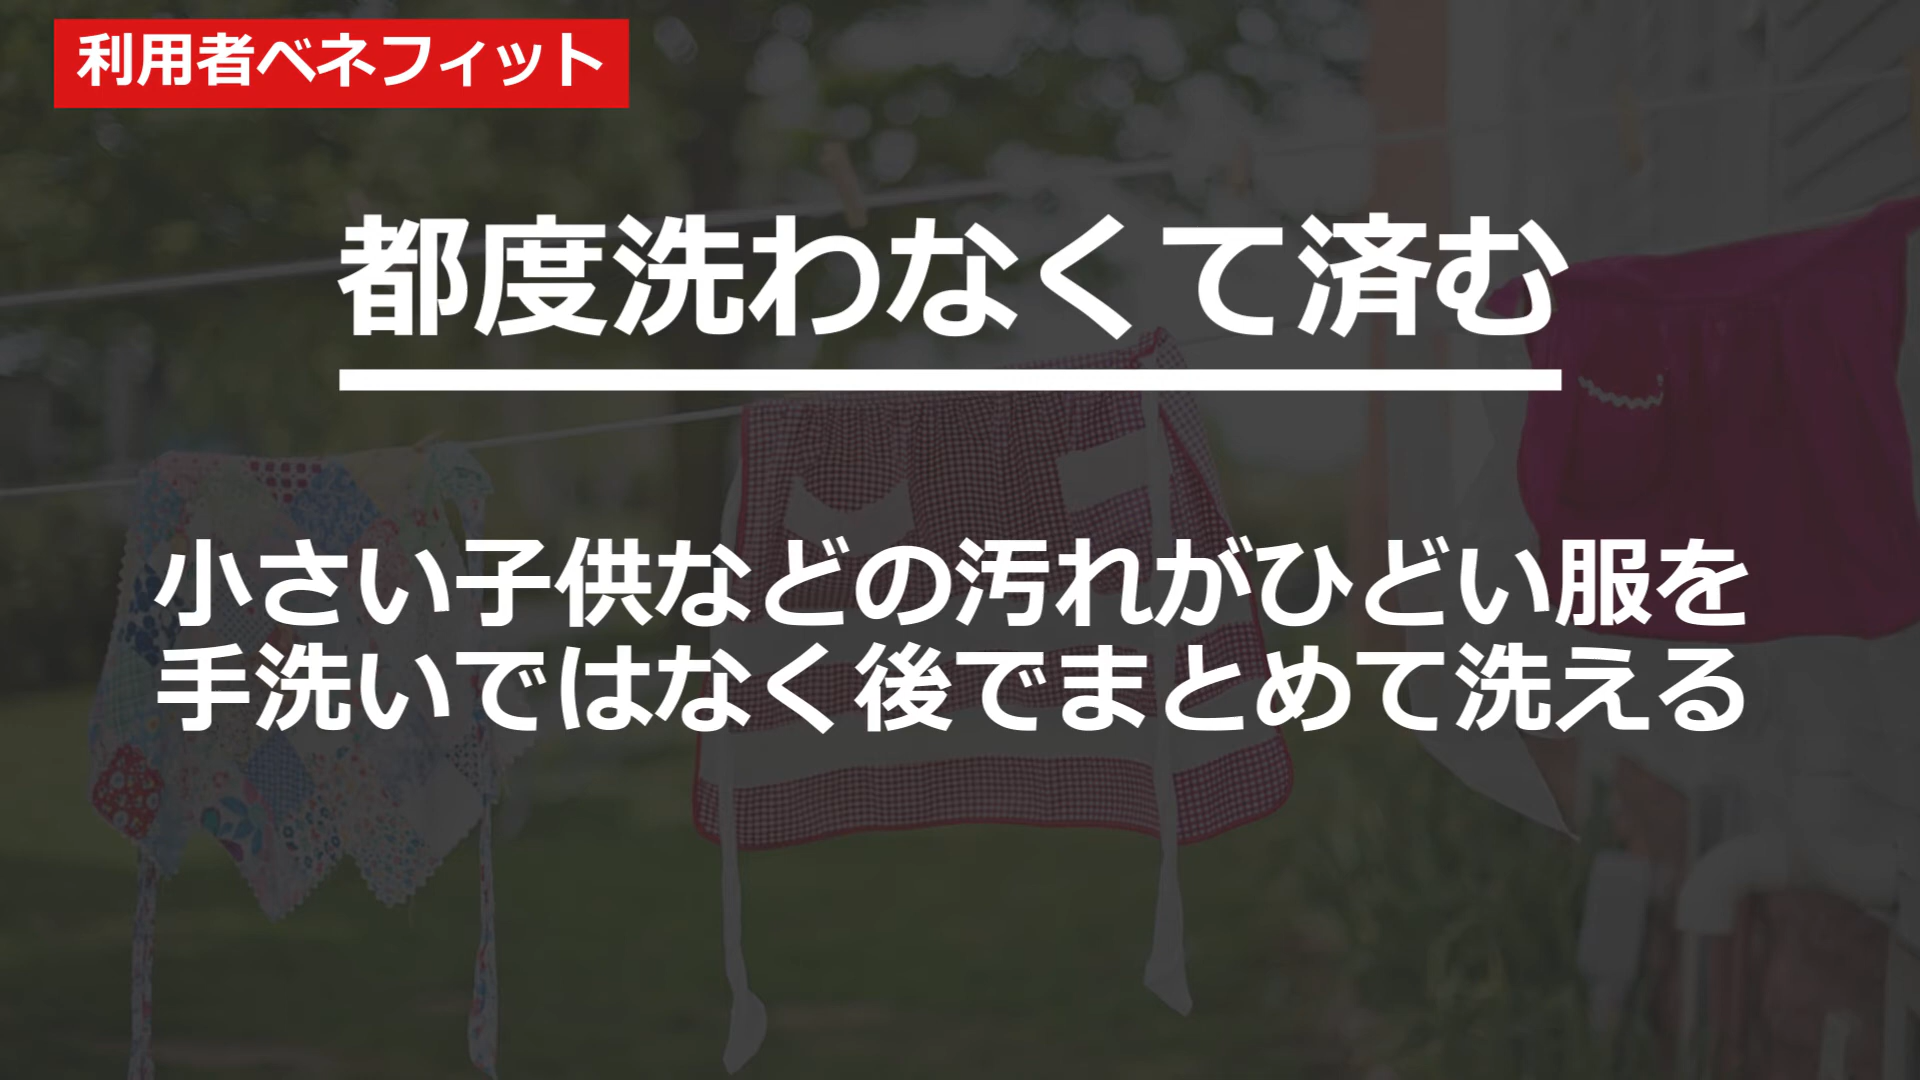 利用者ベネフィット
都度洗わなくて済む
小さい子供などの汚れがひどい服を
手洗いではなく後でまとめて洗える